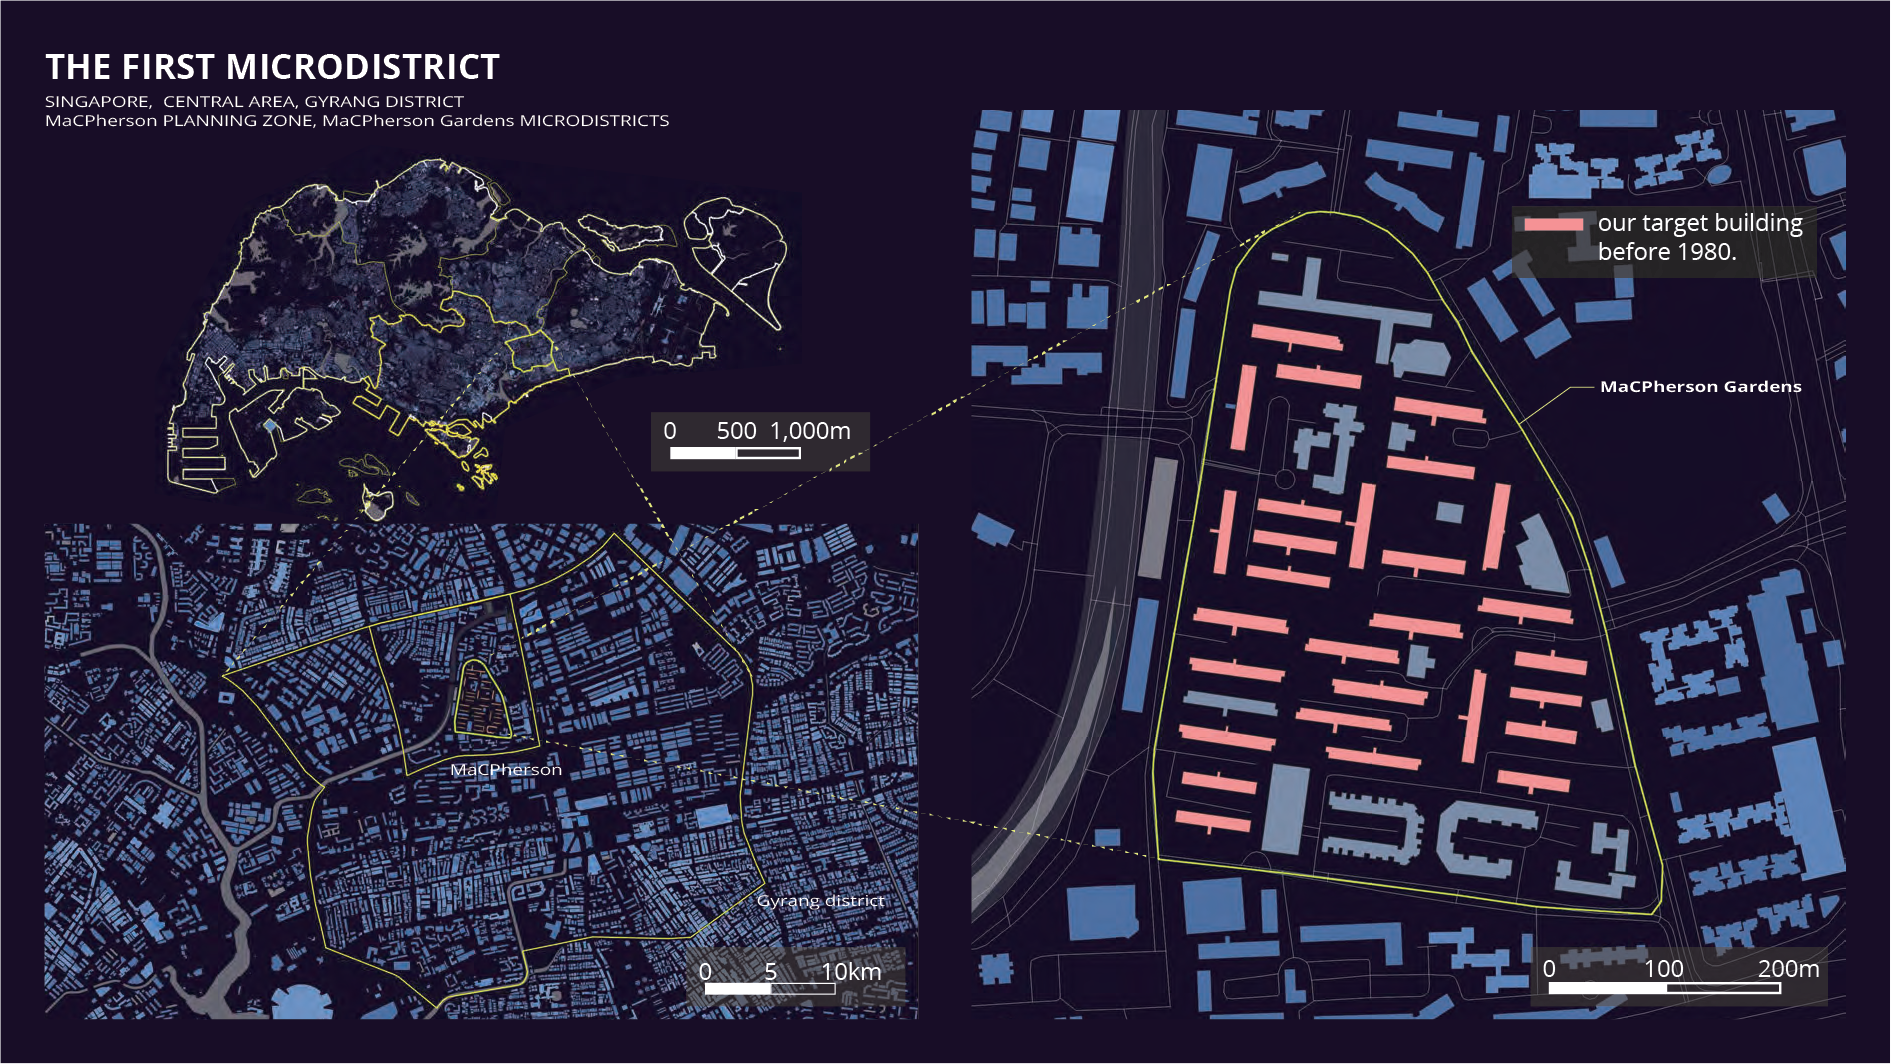 THE FIRST MICRODISTRICT
SINGAPORE, CENTRAL AREA, GYRANG DISTRICT
MaCPherson PLANNING ZONE, MaCPherson Gardens MICRODISTRICTS
our target building
before 1980.
MaCPherson Gardens
0 500 1,000m
MaCPherson
Gyrang district
0 5 10km
0 100 200m